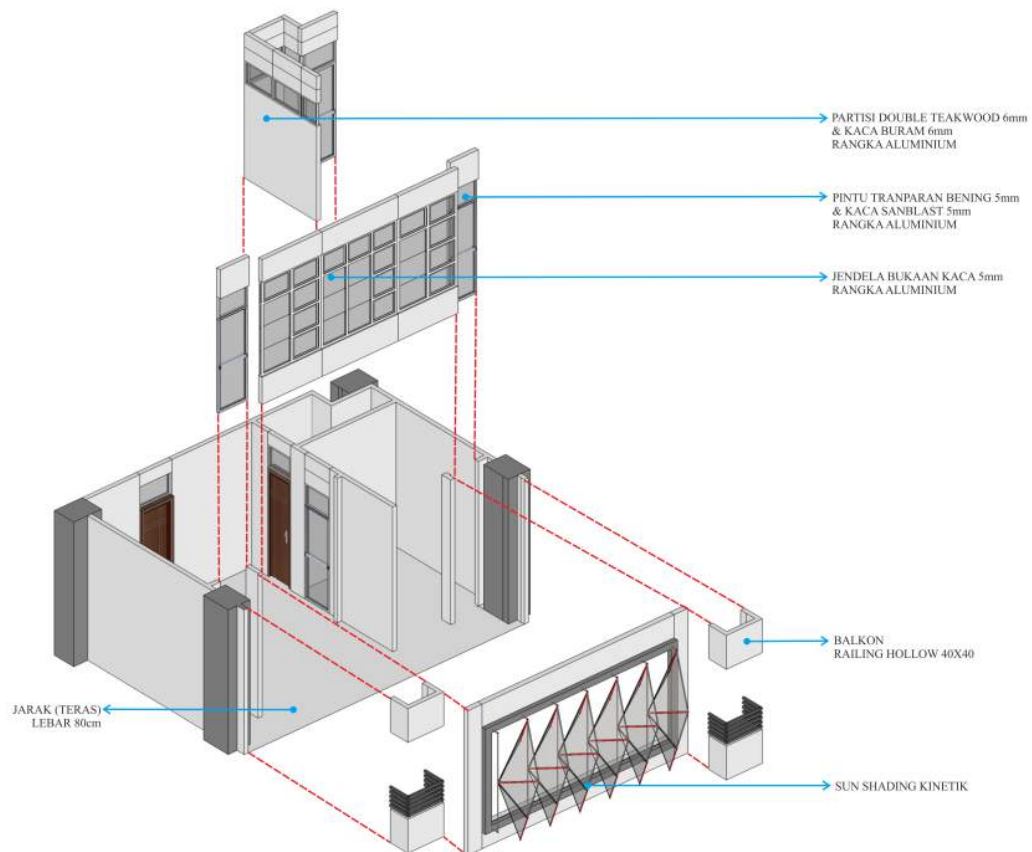 PARTISI DOUBLE TEAKWOOD 6mm
& KACA BURAM 6mm
RANGKA ALUMINIUM
PINTU TRANPARAN BENING 5mm
& KACA SANBLAST 5mm
RANGKA ALUMINIUM
JENDELA BUKAAN KACA 5mm
RANGKA ALUMINIUM
BALKON
RAILING HOLLOW 40X40
JARAK (TERAS)
LEBAR 80cm
SUN SHADING KINETIK